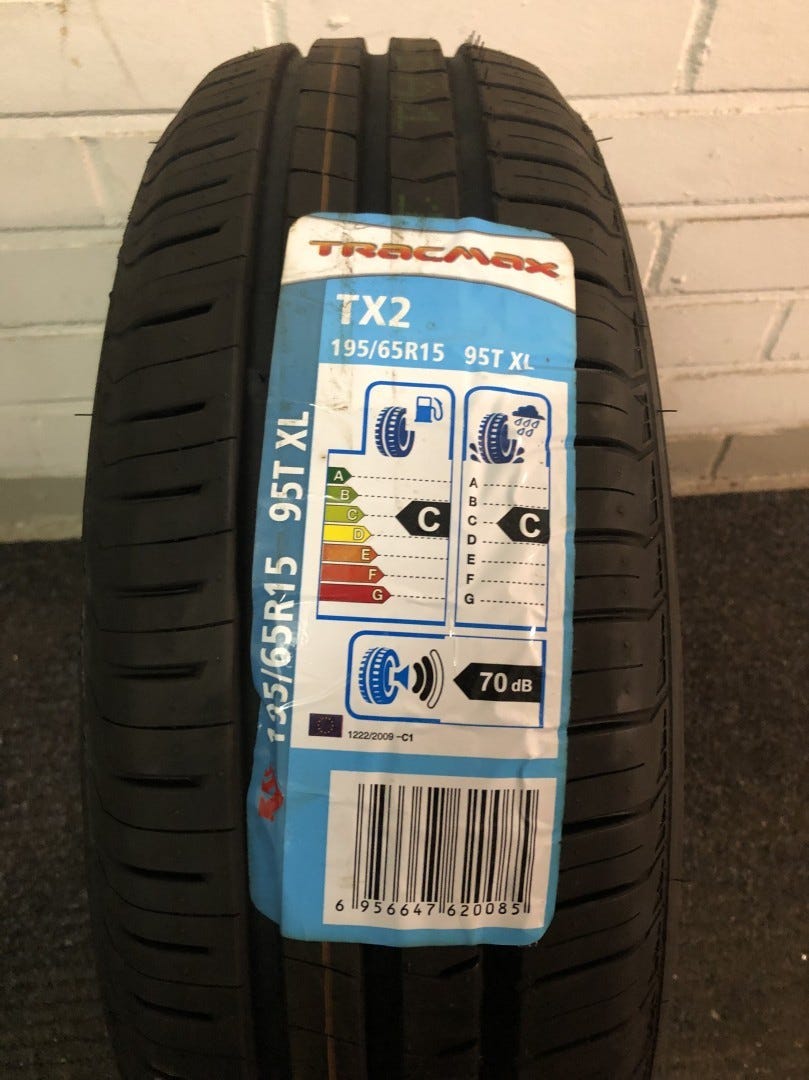 TRACMAX
TX2
195/65R15 95T XL
195/65R15 95T XL
A
B
C
D
E
F
G
C
A
B
C
D
E
F
G
C
70 dB
1222/2009 -C1
6 956647 620085